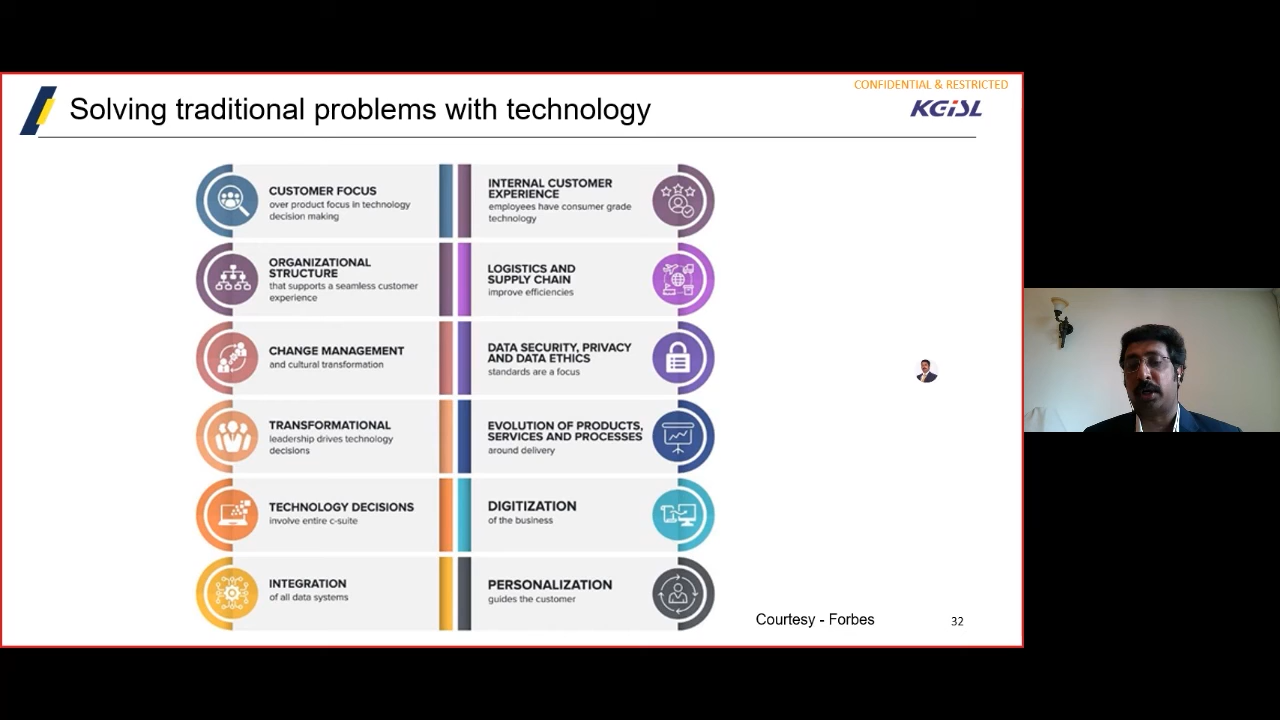 CONFIDENTIAL & RESTRICTED
KGiSL
Solving traditional problems with technology
CUSTOMER FOCUS
over product focus in technology
decision making
ORGANIZATIONAL
STRUCTURE
that supports a seamless customer
experience
CHANGE MANAGEMENT
and cultural transformation
TRANSFORMATIONAL
leadership drives technology
decisions
TECHNOLOGY DECISIONS
involve entire c-suite
INTEGRATION
of all data systems
INTERNAL CUSTOMER
EXPERIENCE
employees have consumer grade
technology
LOGISTICS AND
SUPPLY CHAIN
improve efficiencies
DATA SECURITY, PRIVACY
AND DATA ETHICS
standards are a focus
EVOLUTION OF PRODUCTS,
SERVICES AND PROCESSES
around delivery
DIGITIZATION
of the business
PERSONALIZATION
guides the customer
Courtesy - Forbes
32